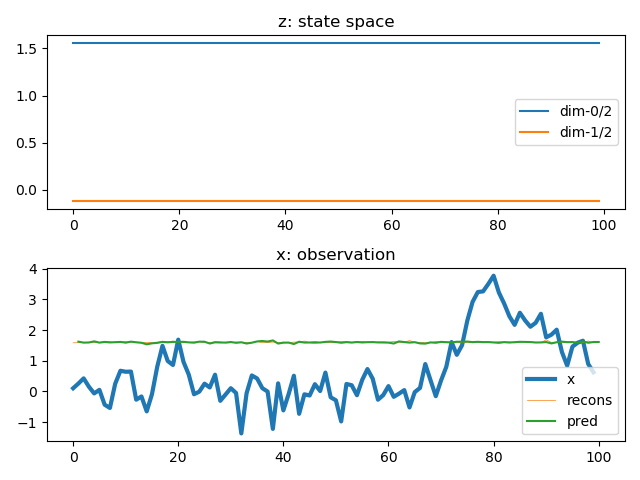 z: state space
1.5
1.0
0.5
0.0
dim-0/2
dim-1/2
0 20 40 60 80 100
x: observation
4
3
2
1
0
−1
x
recons
pred
0 20 40 60 80 100